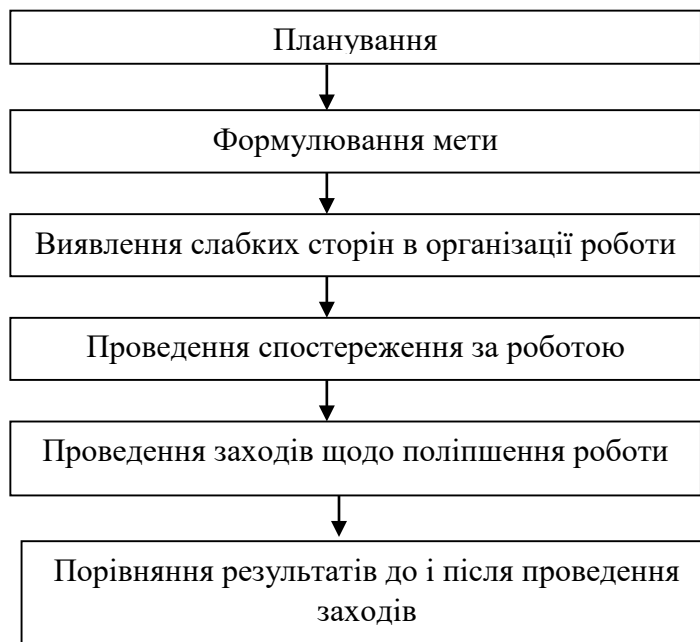 Планування
Формулювання мети
Виявлення слабких сторін в організації роботи
Проведення спостереження за роботою
Проведення заходів щодо поліпшення роботи
Порівняння результатів до і після проведення
заходів